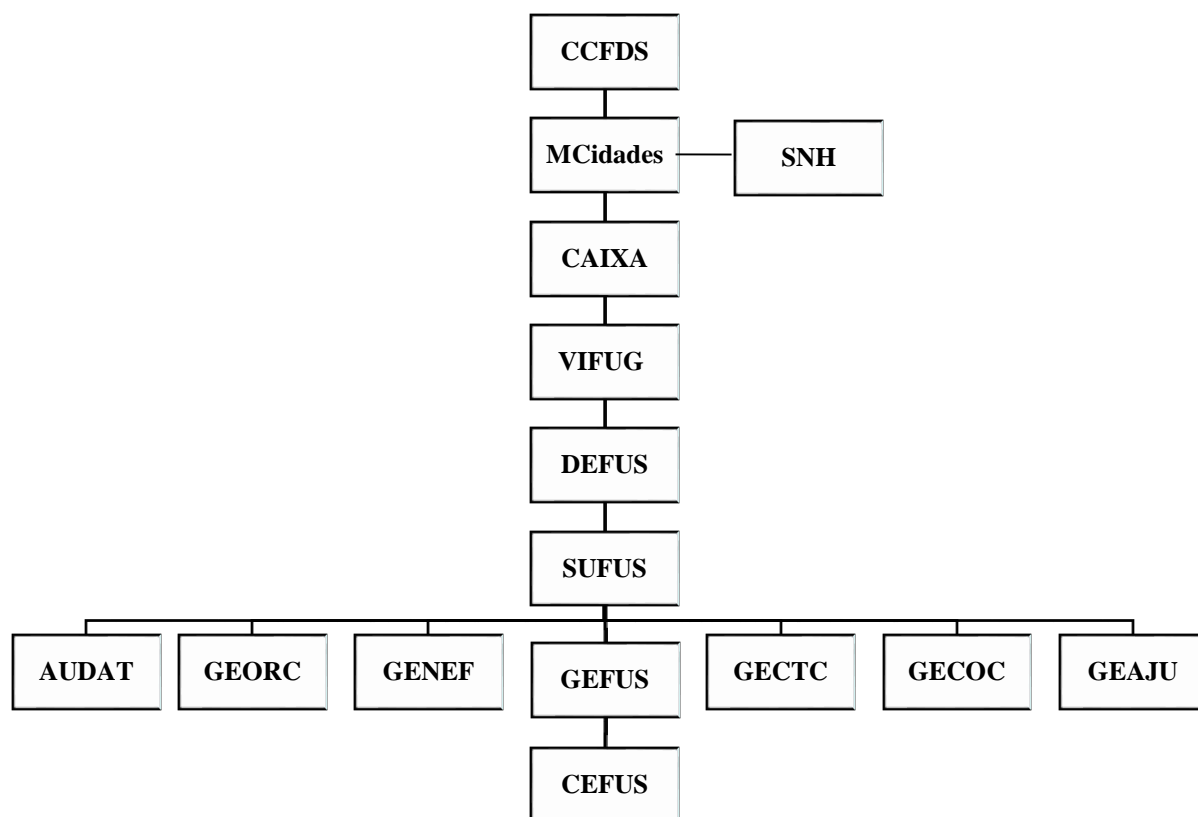 CCFDS
MCidades
SNH
CAIXA
VIFUG
DEFUS
SUFUS
AUDAT
GEORC
GENEF
GEFUS
GECTC
GECOC
GEAJU
CEFUS